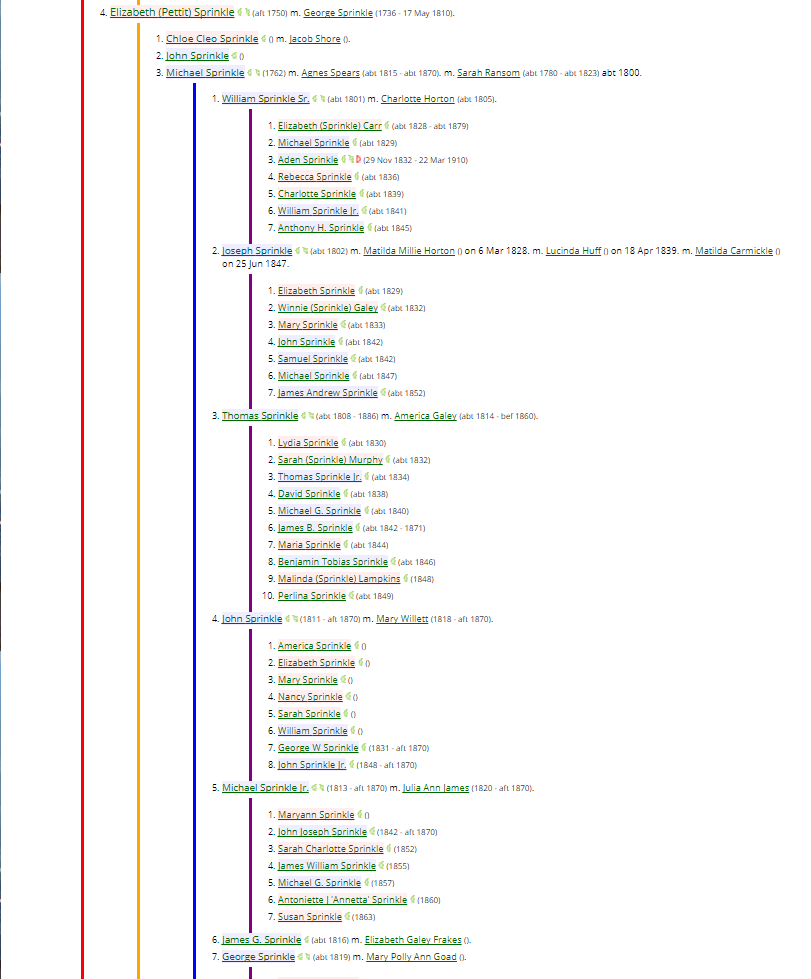 4. Elizabeth (Pettit) Sprinkle (aft 1750) m. George Sprinkle (1736 - 17 May 1810).
1. Chloe Cleo Sprinkle () m. Jacob Shore ().
2. John Sprinkle ()
3. Michael Sprinkle (1762) m. Agnes Spears (abt 1815 - abt 1870). m. Sarah Ransom (abt 1780 - abt 1823) abt 1800.
1. William Sprinkle Sr. (abt 1801) m. Charlotte Horton (abt 1805).
1. Elizabeth (Sprinkle) Carr (abt 1828 - abt 1879)
2. Michael Sprinkle (abt 1829)
3. Aden Sprinkle D (29 Nov 1832 - 22 Mar 1910)
4. Rebecca Sprinkle (abt 1836)
5. Charlotte Sprinkle (abt 1839)
6. William Sprinkle Jr. (abt 1841)
7. Anthony H. Sprinkle (abt 1845)
2. Joseph Sprinkle (abt 1802) m. Matilda Millie Horton () on 6 Mar 1828. m. Lucinda Huff () on 18 Apr 1839. m. Matilda Carmickle ()
on 25 Jun 1847.
1. Elizabeth Sprinkle (abt 1829)
2. Winnie (Sprinkle) Galey (abt 1832)
3. Mary Sprinkle (abt 1833)
4. John Sprinkle (abt 1842)
5. Samuel Sprinkle (abt 1842)
6. Michael Sprinkle (abt 1847)
7. James Andrew Sprinkle (abt 1852)
3. Thomas Sprinkle (abt 1808 - 1886) m. America Galey (abt 1814 - bef 1860).
1. Lydia Sprinkle (abt 1830)
2. Sarah (Sprinkle) Murphy (abt 1832)
3. Thomas Sprinkle Jr. (abt 1834)
4. David Sprinkle (abt 1838)
5. Michael G. Sprinkle (abt 1840)
6. James B. Sprinkle (abt 1842 - 1871)
7. Maria Sprinkle (abt 1844)
8. Benjamin Tobias Sprinkle (abt 1846)
9. Malinda (Sprinkle) Lampkins (1848)
10. Perlina Sprinkle (abt 1849)
4. John Sprinkle (1811 - aft 1870) m. Mary Willett (1818 - aft 1870).
1. America Sprinkle ()
2. Elizabeth Sprinkle ()
3. Mary Sprinkle ()
4. Nancy Sprinkle ()
5. Sarah Sprinkle ()
6. William Sprinkle ()
7. George W Sprinkle (1831 - aft 1870)
8. John Sprinkle Jr. (1848 - aft 1870)
5. Michael Sprinkle Jr. (1813 - aft 1870) m. Julia Ann James (1820 - aft 1870).
1. Maryann Sprinkle ()
2. John Joseph Sprinkle (1842 - aft 1870)
3. Sarah Charlotte Sprinkle (1852)
4. James William Sprinkle (1855)
5. Michael G. Sprinkle (1857)
6. Antoniette | 'Annetta' Sprinkle (1860)
7. Susan Sprinkle (1863)
6. James G. Sprinkle (abt 1816) m. Elizabeth Galey Frakes ().
7. George Sprinkle (abt 1819) m. Mary Polly Ann Goad ().